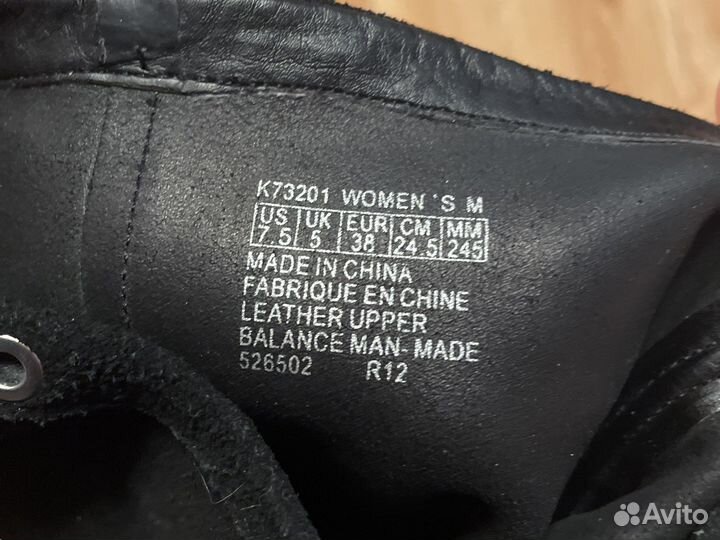 K73201 WOMEN 'S M
US UK EUR CM MM
7.5 5 38 24.5 245
MADE IN CHINA
FABRIQUE EN CHINE
LEATHER UPPER
BALANCE MAN-MADE
526502 R12
Avito